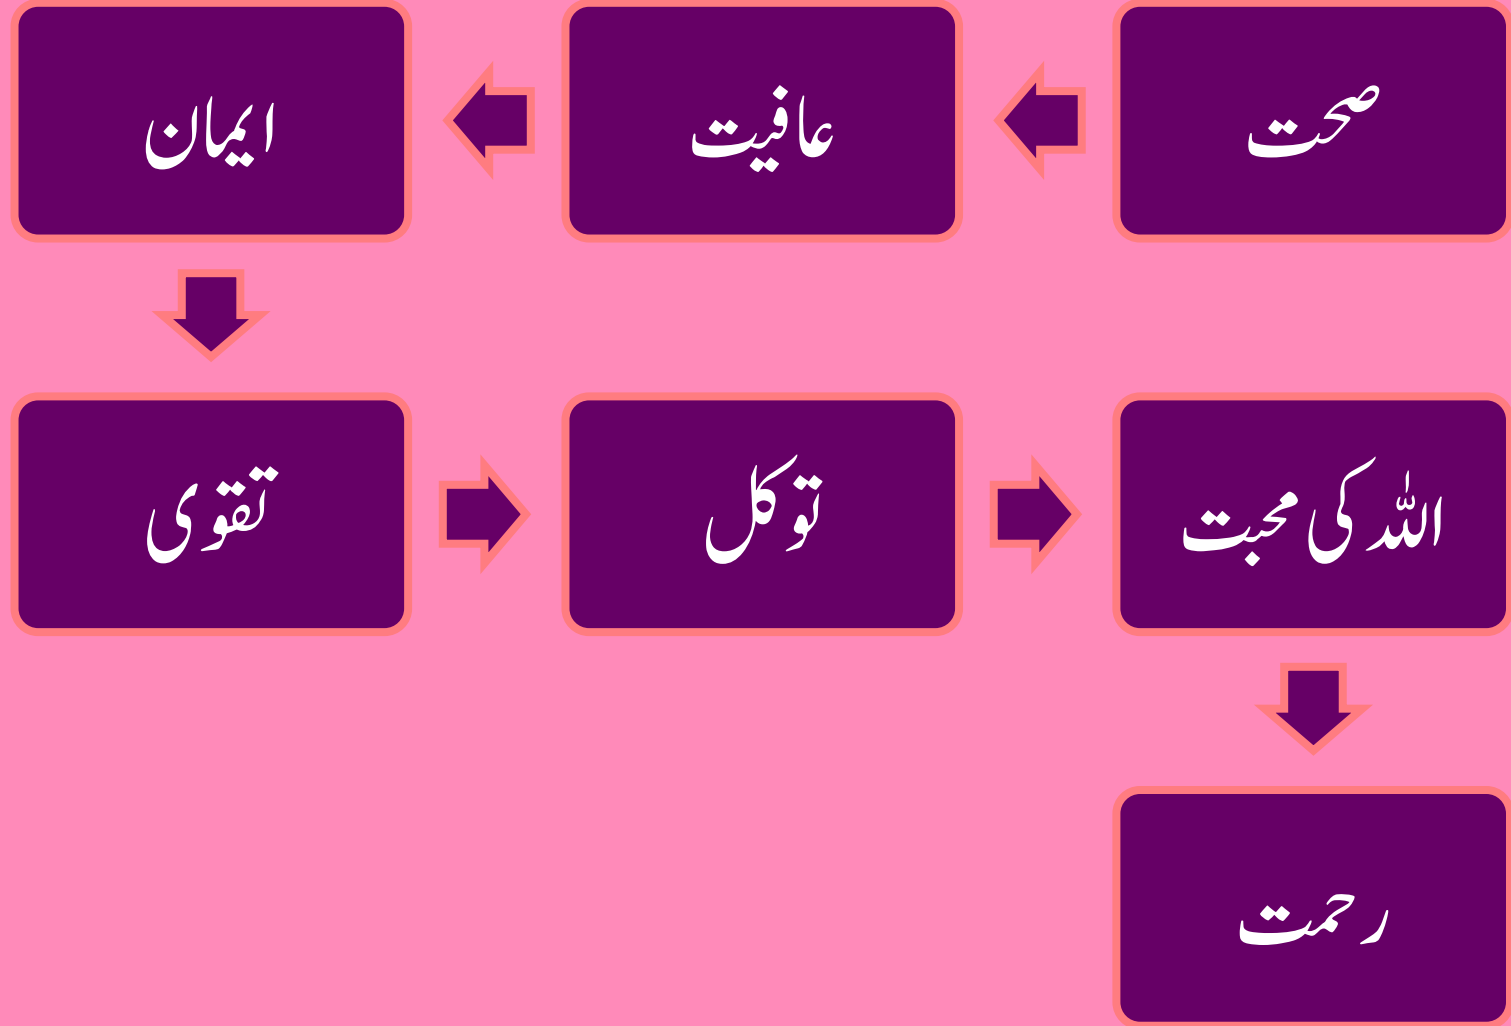 صحت
عافیت
ایمان
تقوی
توکل
اللہ کی محبت
رحمت